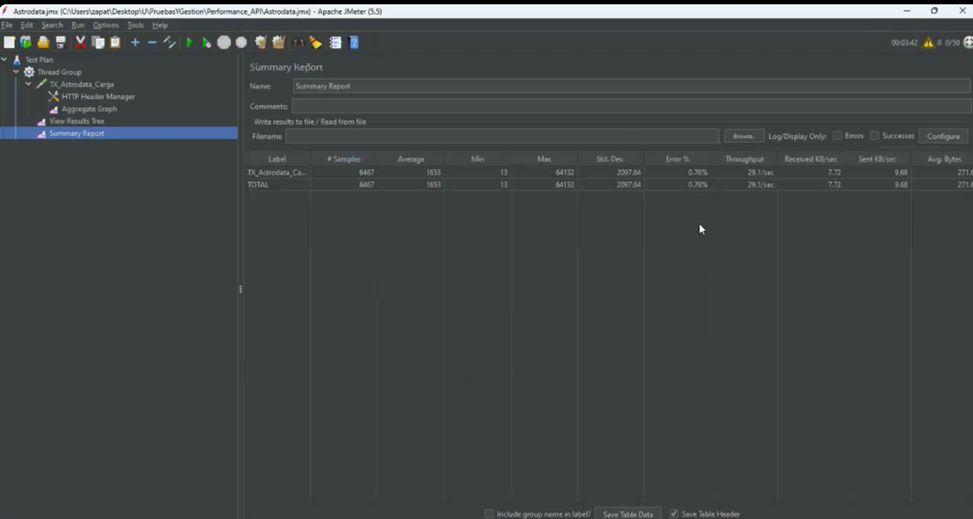 Astrodata.jmx (C:\Users\zapat\Desktop\U\PruebasYGestion\Performance_API\Astrodata.jmx) - Apache JMeter (5.5)
File Edit Search Run Options Tools Help
00:03:42 0 0/50
Test Plan
Thread Group
TX_Astrodata_Carga
HTTP Header Manager
Aggregate Graph
View Results Tree
Summary Report
Summary Report
Name: Summary Report
Comments:
Write results to file / Read from file
Filename Browse... Log/Display Only: Errors Successes Configure
Label # Samples Average Min Max Std. Dev. Error % Throughput Received KB/sec Sent KB/sec Avg. Bytes
TX_Astrodata_Ca... 6467 1653 13 64132 2097.64 0.76% 29.1/sec 7.72 9.68 271.6
TOTAL 6467 1653 13 64132 2097.64 0.76% 29.1/sec 7.72 9.68 271.6
Include group name in label? Save Table Data Save Table Header